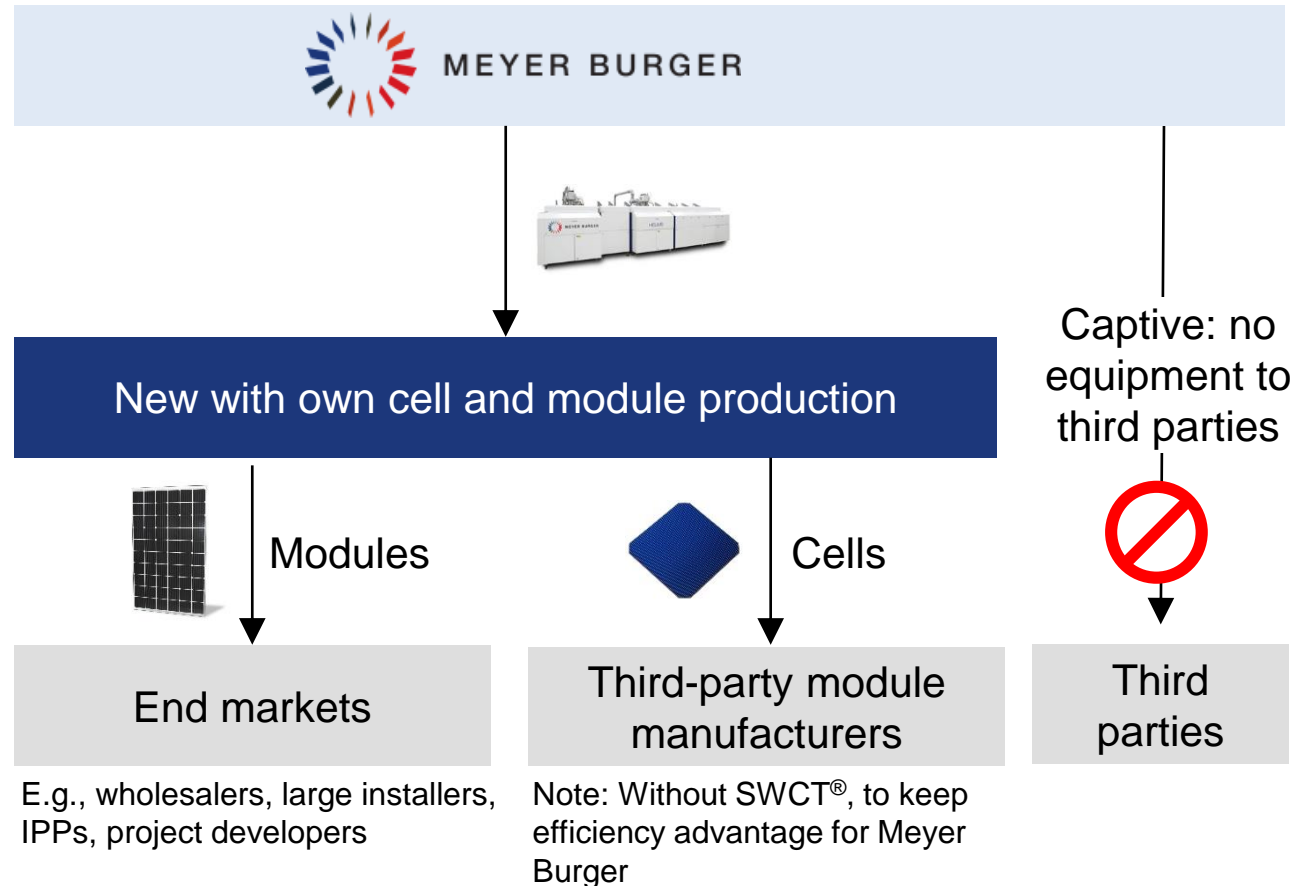 MEYER BURGER
MEYER BURGER
New with own cell and module production
Captive: no
equipment to
third parties
Modules
Cells
End markets
Third-party module
manufacturers
Third
parties
E.g., wholesalers, large installers,
IPPs, project developers
Note: Without SWCT®, to keep
efficiency advantage for Meyer
Burger